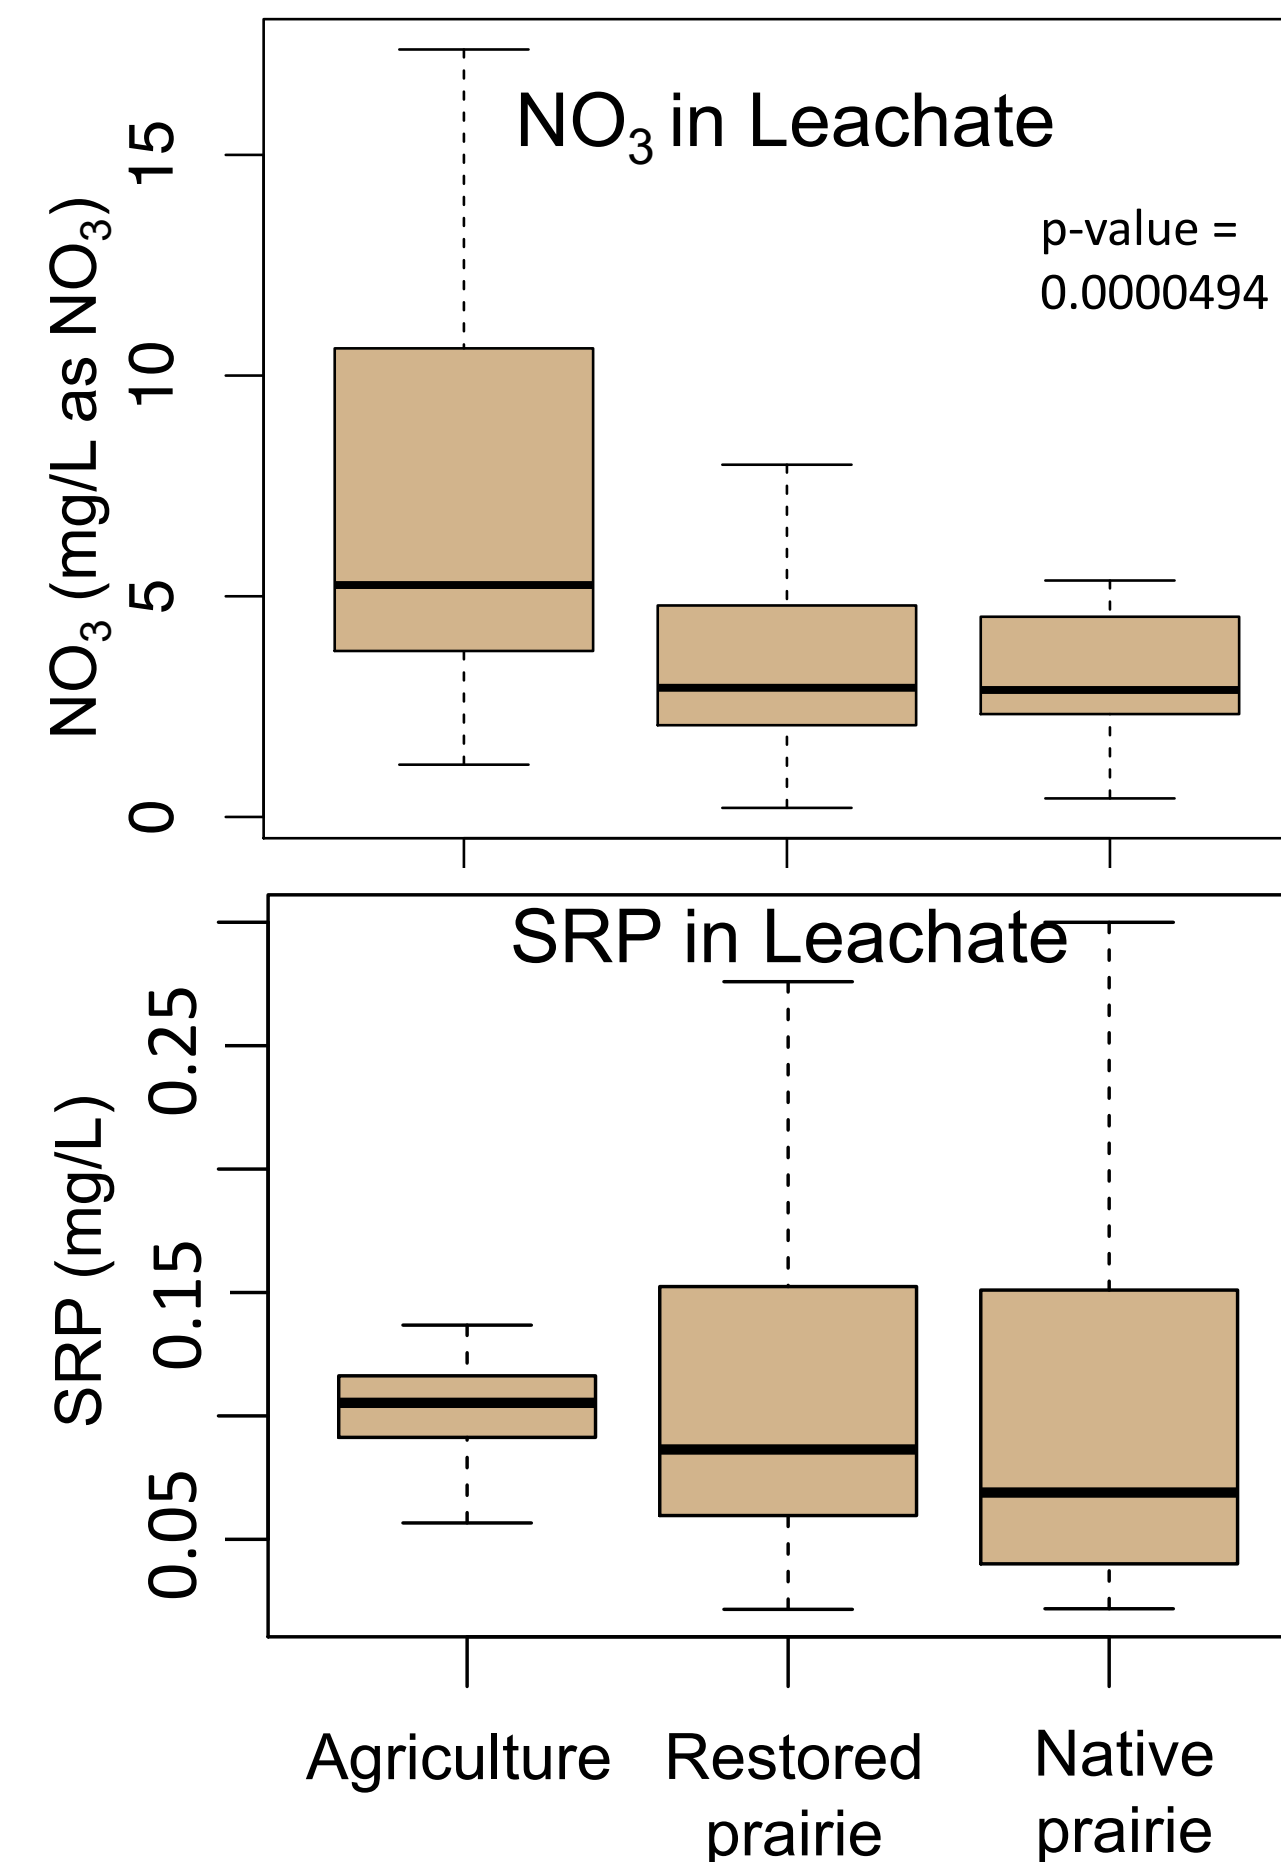 NO₃ in Leachate
p-value =
0.0000494
NO₃ (mg/L as NO₃)
15
10
5
0
SRP in Leachate
SRP (mg/L)
0.25
0.15
0.05
Agriculture
Restored
prairie
Native
prairie